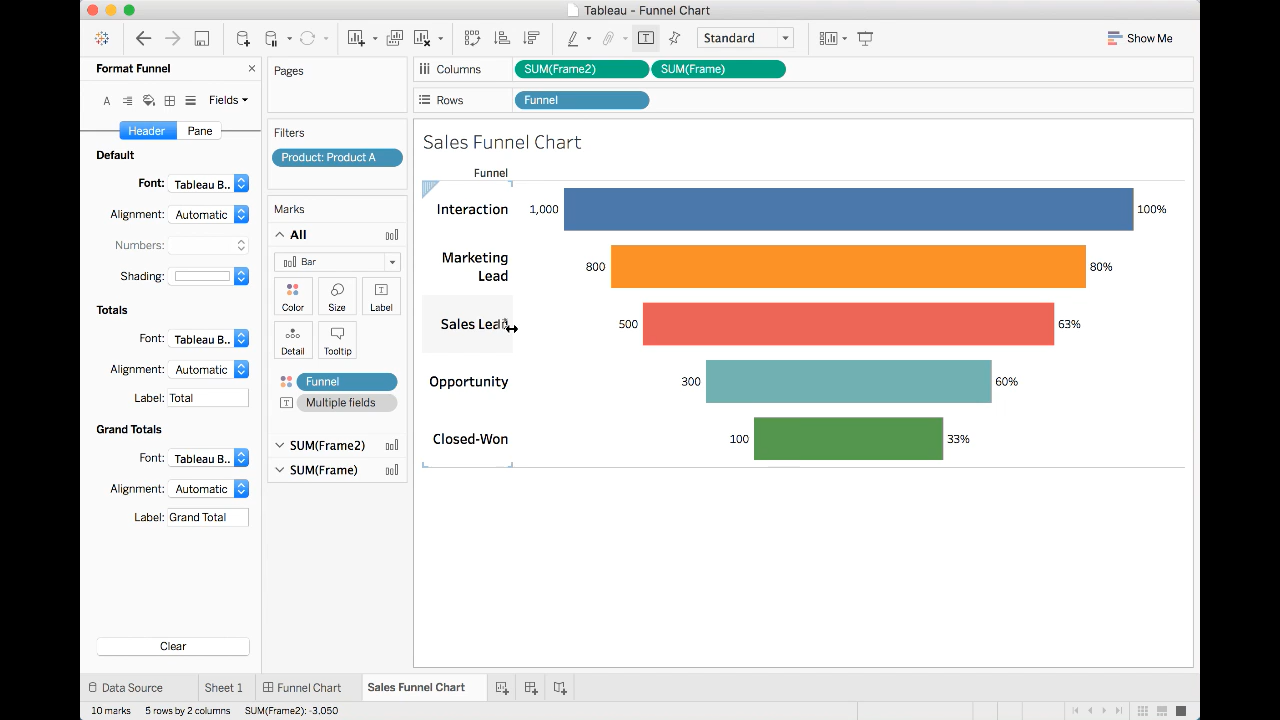 Tableau - Funnel Chart
Standard
Show Me
Format Funnel
Fields
Header
Pane
Default
Font: Tableau B..
Alignment: Automatic
Numbers:
Shading:
Totals
Font: Tableau B..
Alignment: Automatic
Label: Total
Grand Totals
Font: Tableau B..
Alignment: Automatic
Label: Grand Total
Clear
Pages
Filters
Product: Product A
Marks
All
Bar
Color
Size
Label
Detail
Tooltip
Funnel
Multiple fields
SUM(Frame2)
SUM(Frame)
Columns
SUM(Frame2)
SUM(Frame)
Rows
Funnel
Sales Funnel Chart
Funnel
Interaction 1,000 100%
Marketing
Lead 800 80%
Sales Lead 500 63%
Opportunity 300 60%
Closed-Won 100 33%
Data Source
Sheet 1
Funnel Chart
Sales Funnel Chart
10 marks
5 rows by 2 columns
SUM(Frame2): -3,050